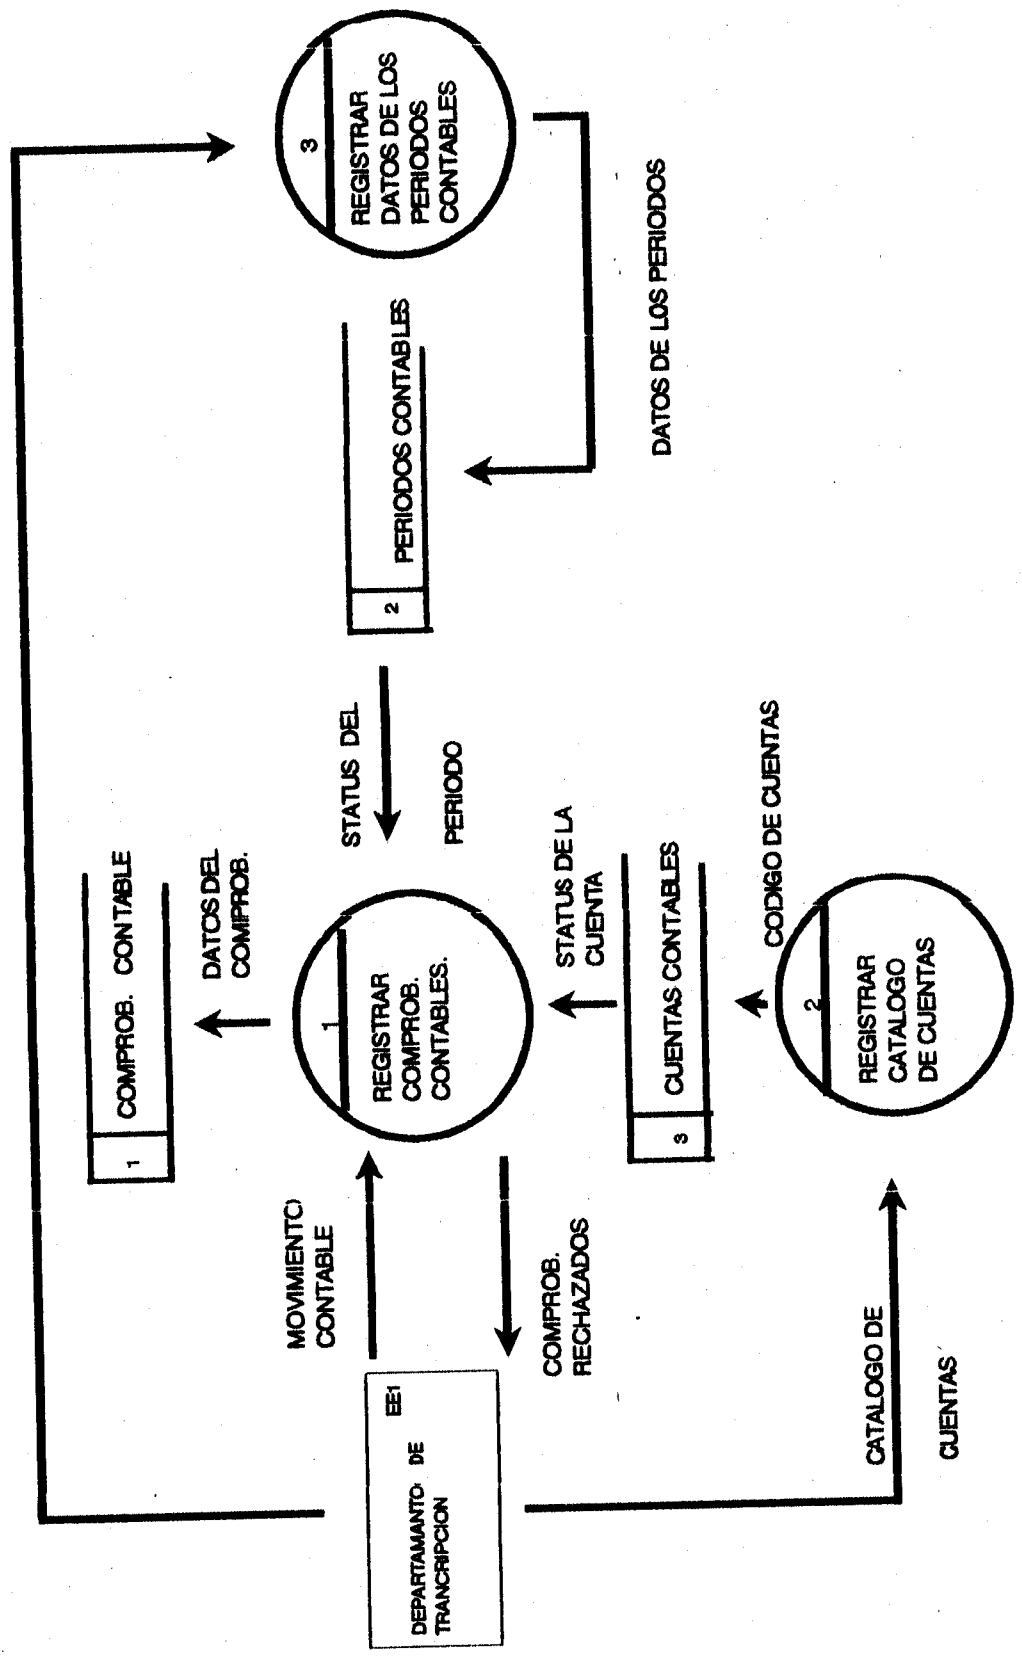 1
COMPROB. CONTABLE
DATOS DEL
COMPROB.
3
REGISTRAR
DATOS DE LOS
PERIODOS
CONTABLES
MOVIMIENTO
CONTABLE
1
REGISTRAR
COMPROB.
CONTABLES.
STATUS DEL
PERIODO
2
PERIODOS CONTABLES
DATOS DE LOS PERIODOS
EE1
DEPARTAMANTO DE
TRANCRIPCION
COMPROB.
RECHAZADOS
STATUS DE LA
CUENTA
3
CUENTAS CONTABLES
CODIGO DE CUENTAS
CATALOGO DE
CUENTAS
2
REGISTRAR
CATALOGO
DE CUENTAS